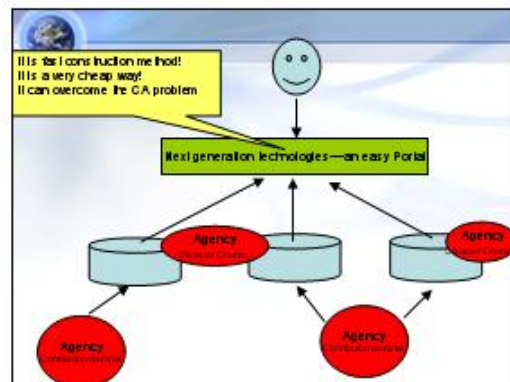 It is fast construction method!
It is a very cheap way!
It can overcome the CA problem
Next generation technologies—an easy Portal
Agency
Agency
Agency
Agency